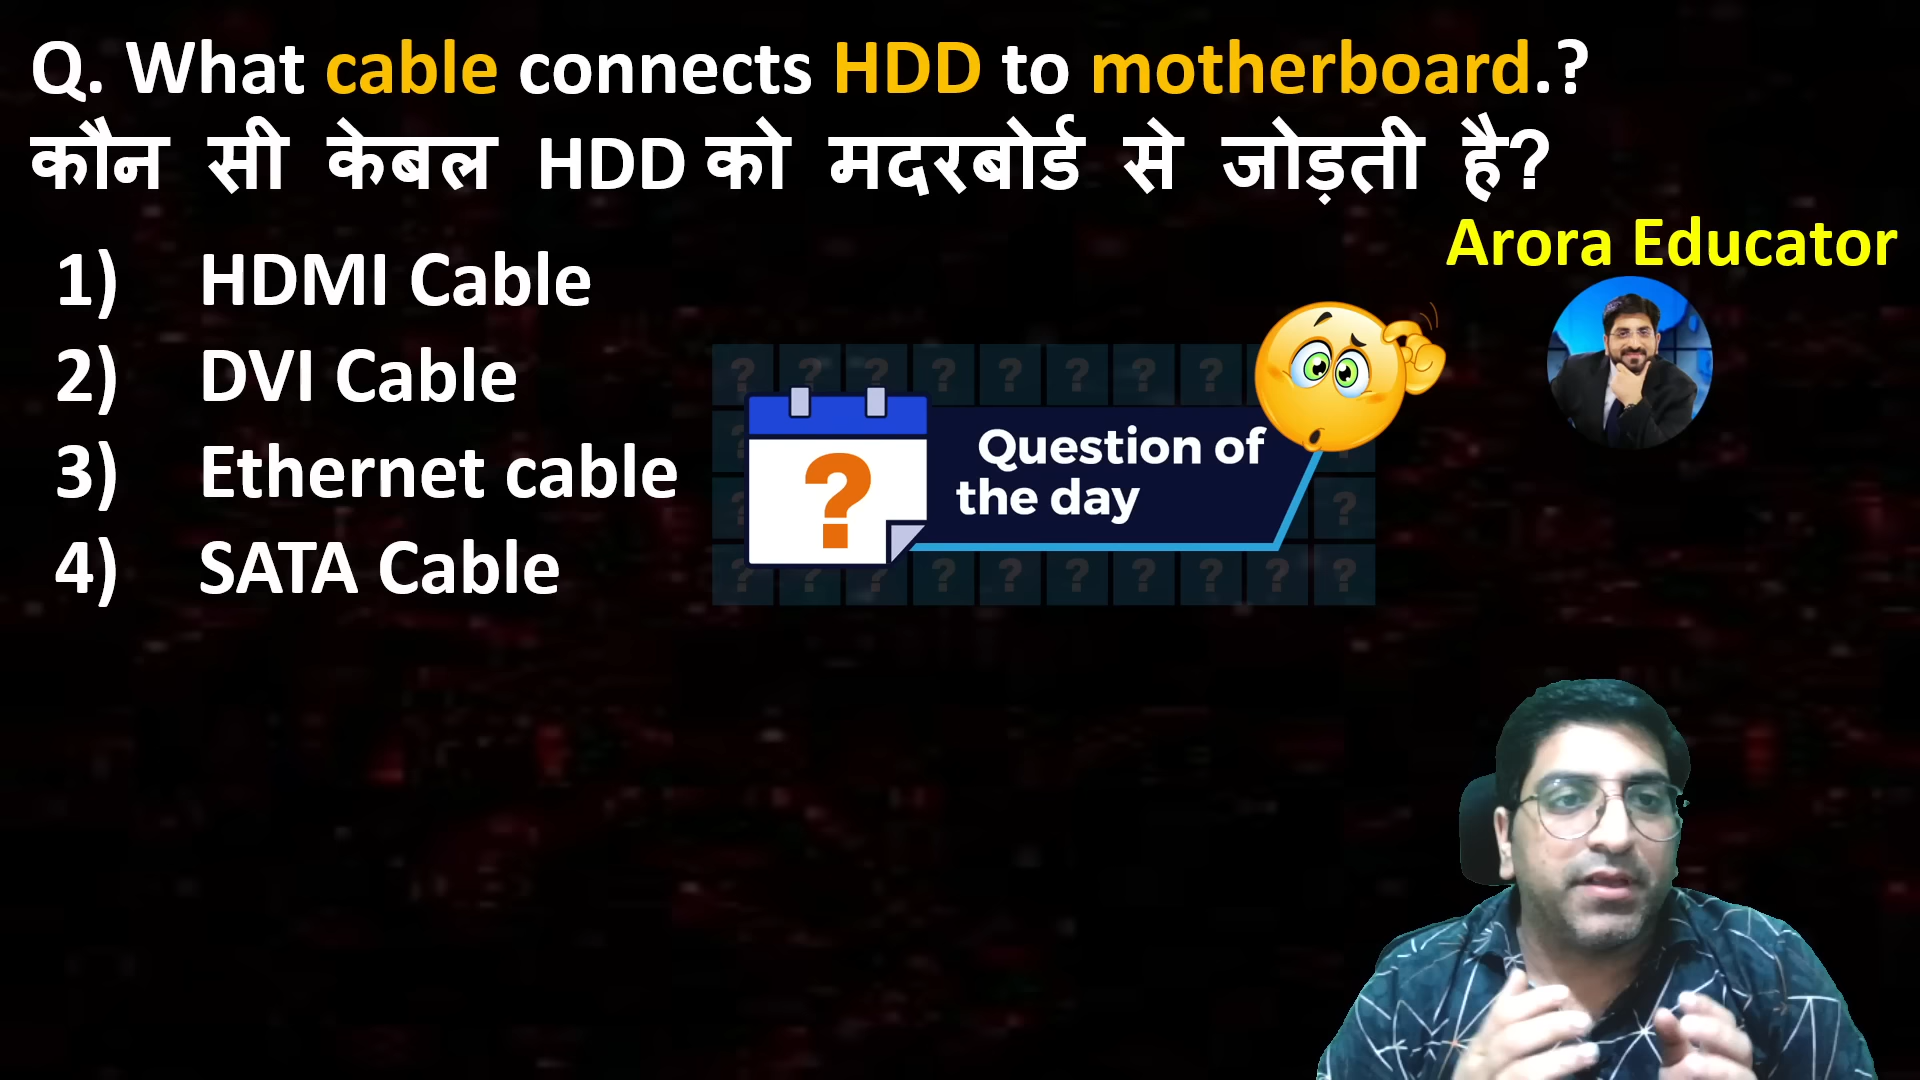 Q. What cable connects HDD to motherboard.?
कौन सी केबल HDD को मदरबोर्ड से जोड़ती है?
Arora Educator
1) HDMI Cable
2) DVI Cable
3) Ethernet cable
4) SATA Cable
?
Question of
the day